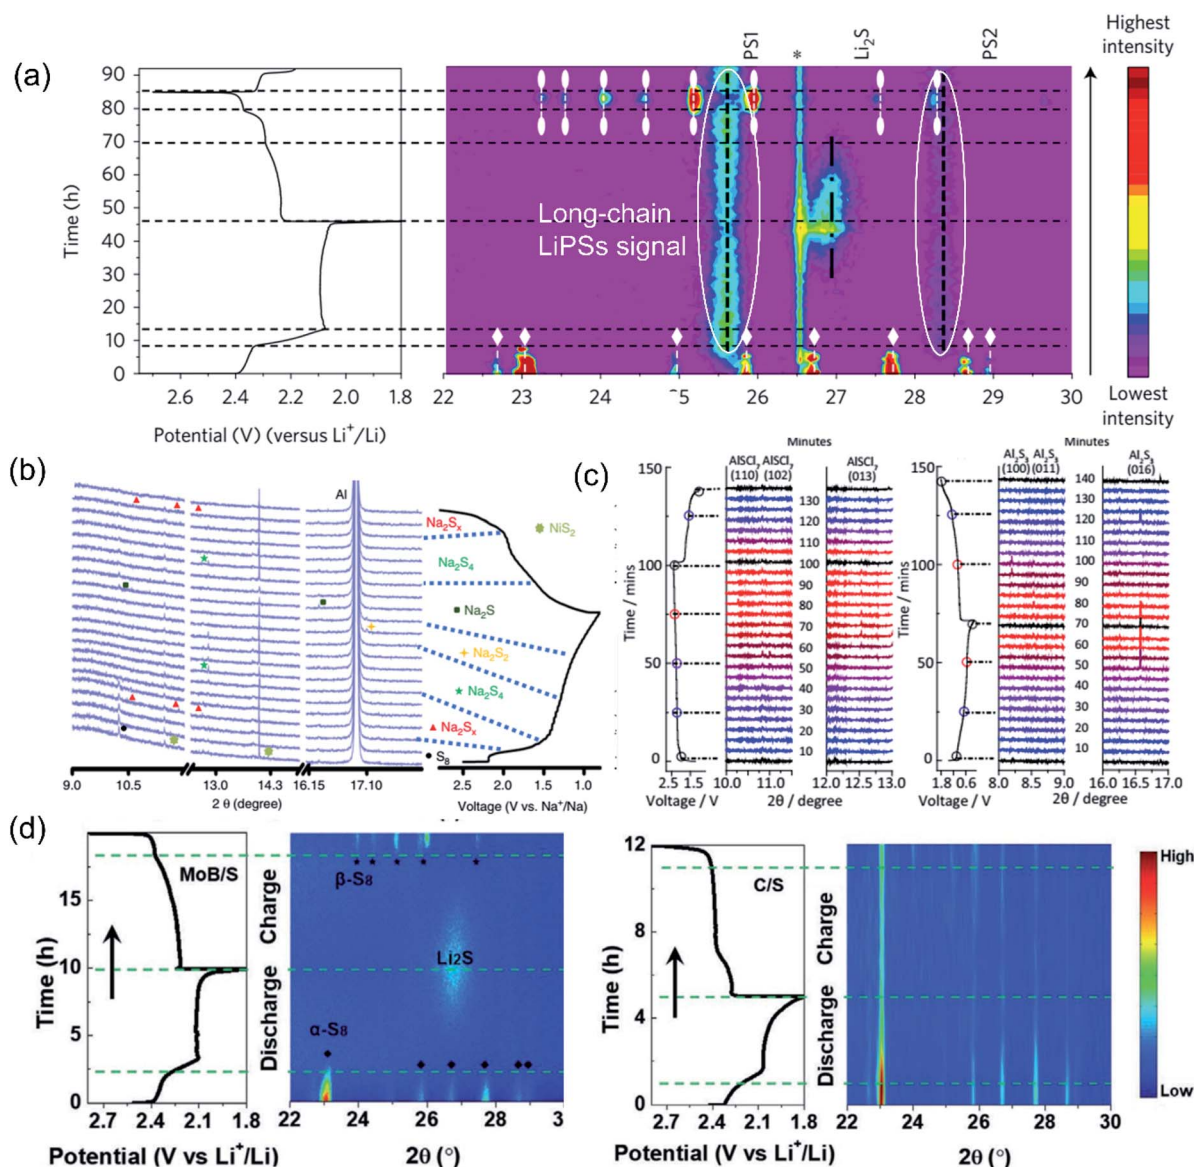 (a)
PS1
*
Li₂S
PS2
Highest
intensity
Time (h)
90
80
70
60
50
40
30
20
10
0
Long-chain
LiPSs signal
2.6 2.4 2.2 2.0 1.8
22 23 24 25 26 27 28 29 30
Lowest
intensity
Potential (V) (versus Li⁺/Li)
(b)
Al
Na₂Sₓ
NiS₂
Na₂S₄
Na₂S
Na₂S₂
Na₂S₄
Na₂Sₓ
S₈
9.0 10.5 13.0 14.3 16.15 17.10
2 θ (degree)
2.5 2.0 1.5 1.0
Voltage (V vs. Na⁺/Na)
(c)
Minutes
AlSCl₇ AlSCl₇
(110) (102)
AlSCl₇
(013)
Time / mins
150
100
50
0
130
120
110
100
90
80
70
60
50
40
30
20
10
2.5 1.5
10.0 11.0 12.0 13.0
Voltage / V
2θ / degree
Minutes
Al₂S₃ Al₂S₃
(100) (011)
Al₂S₃
(016)
Time / mins
150
100
50
0
140
130
120
110
100
90
80
70
60
50
40
30
20
10
1.8 0.3
8.0 8.5 9.0 16.0 16.5 17.0
Voltage / V
2θ / degree
(d)
Time (h)
15
10
5
0
MoB/S
Charge
Discharge
β-S₈
Li₂S
α-S₈
2.7 2.4 2.1 1.8
22 24 26 28 3
Potential (V vs Li⁺/Li)
2θ (°)
Time (h)
12
8
4
0
C/S
Charge
Discharge
2.7 2.4 2.1 1.8
22 24 26 28 30
Potential (V vs Li⁺/Li)
2θ (°)
High
Low